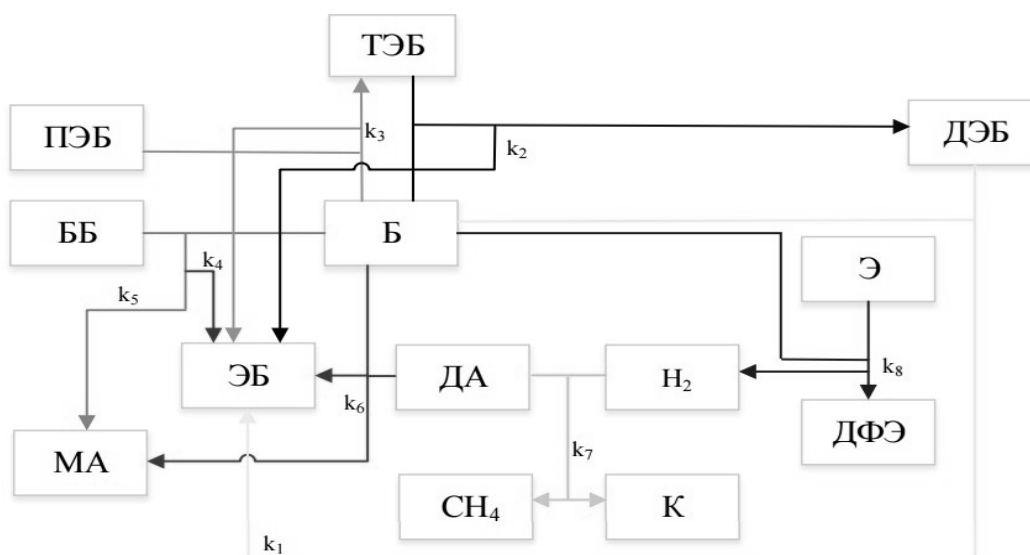 ТЭБ
k₃
ПЭБ
k₂
ДЭБ
ББ
Б
Э
k₄
k₅
ЭБ
ДА
H₂
k₈
k₆
ДФЭ
МА
k₇
CH₄
К
k₁